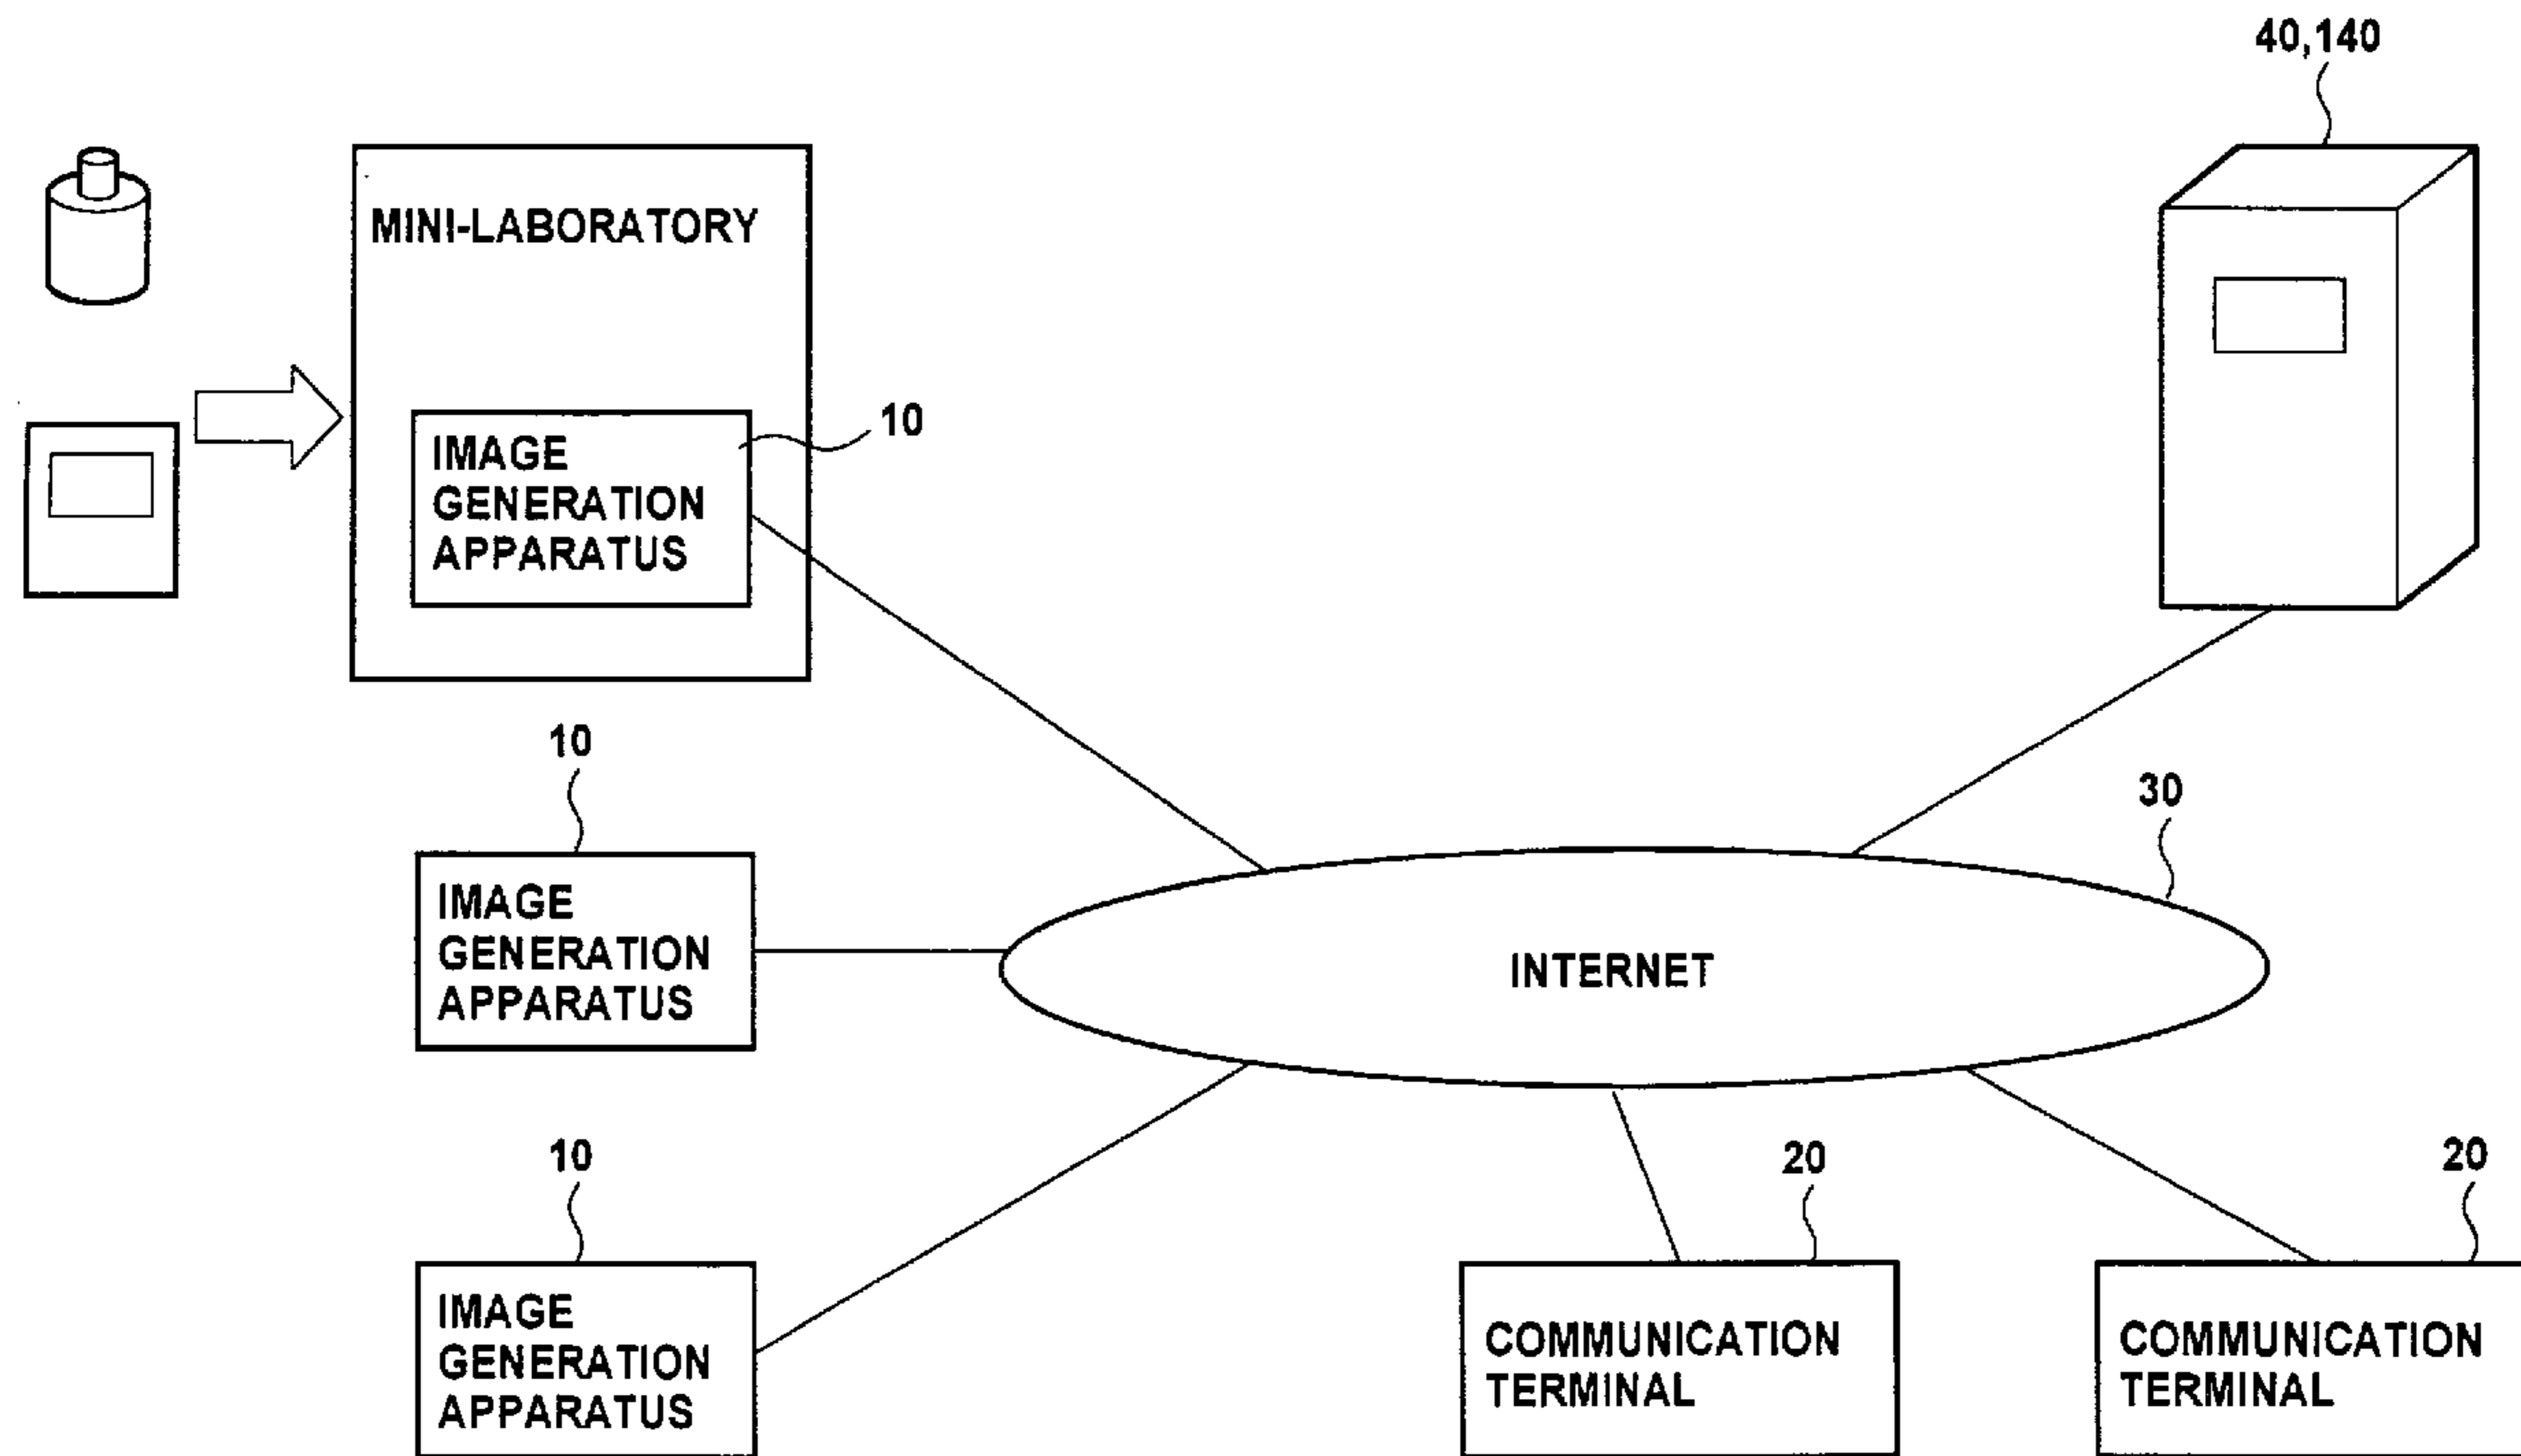 40,140
MINI-LABORATORY
10
IMAGE
GENERATION
APPARATUS
10
30
IMAGE
GENERATION
APPARATUS
INTERNET
10
20
20
IMAGE
GENERATION
APPARATUS
COMMUNICATION
TERMINAL
COMMUNICATION
TERMINAL